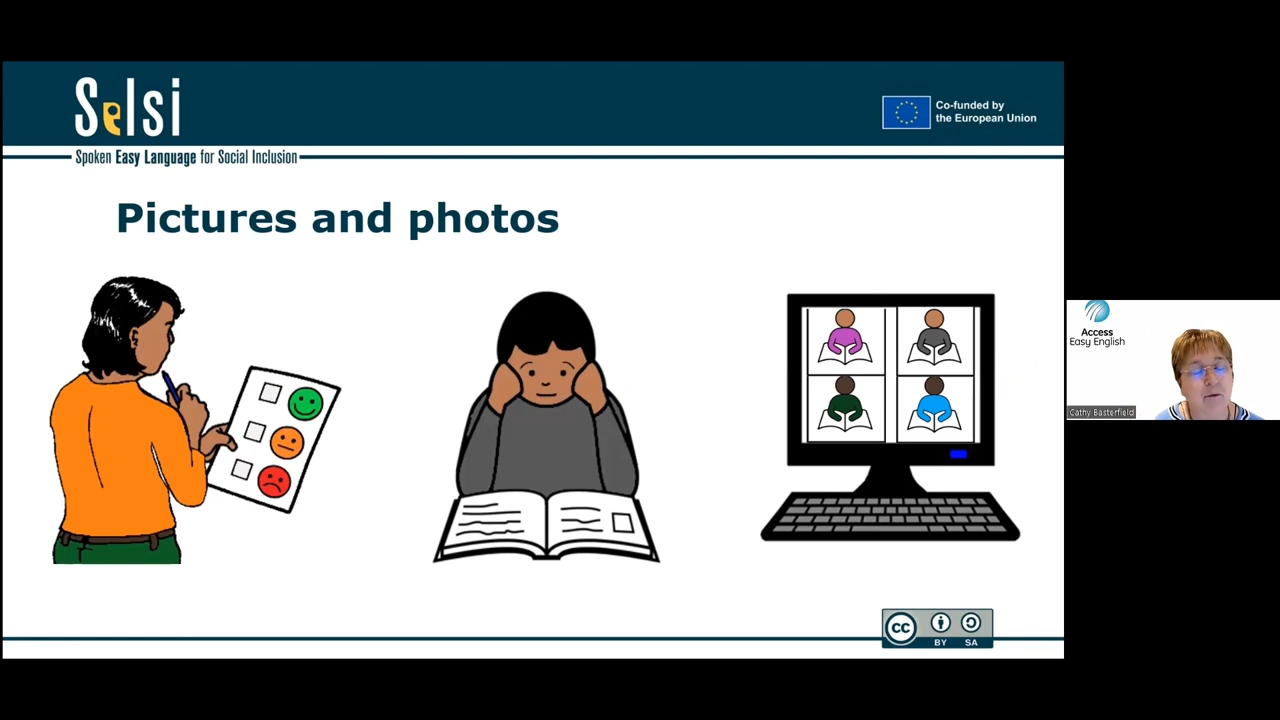 Selsi
Spoken Easy Language for Social Inclusion
Co-funded by
the European Union
Pictures and photos
Access
Easy English
Cathy Basterfield
CC
BY SA